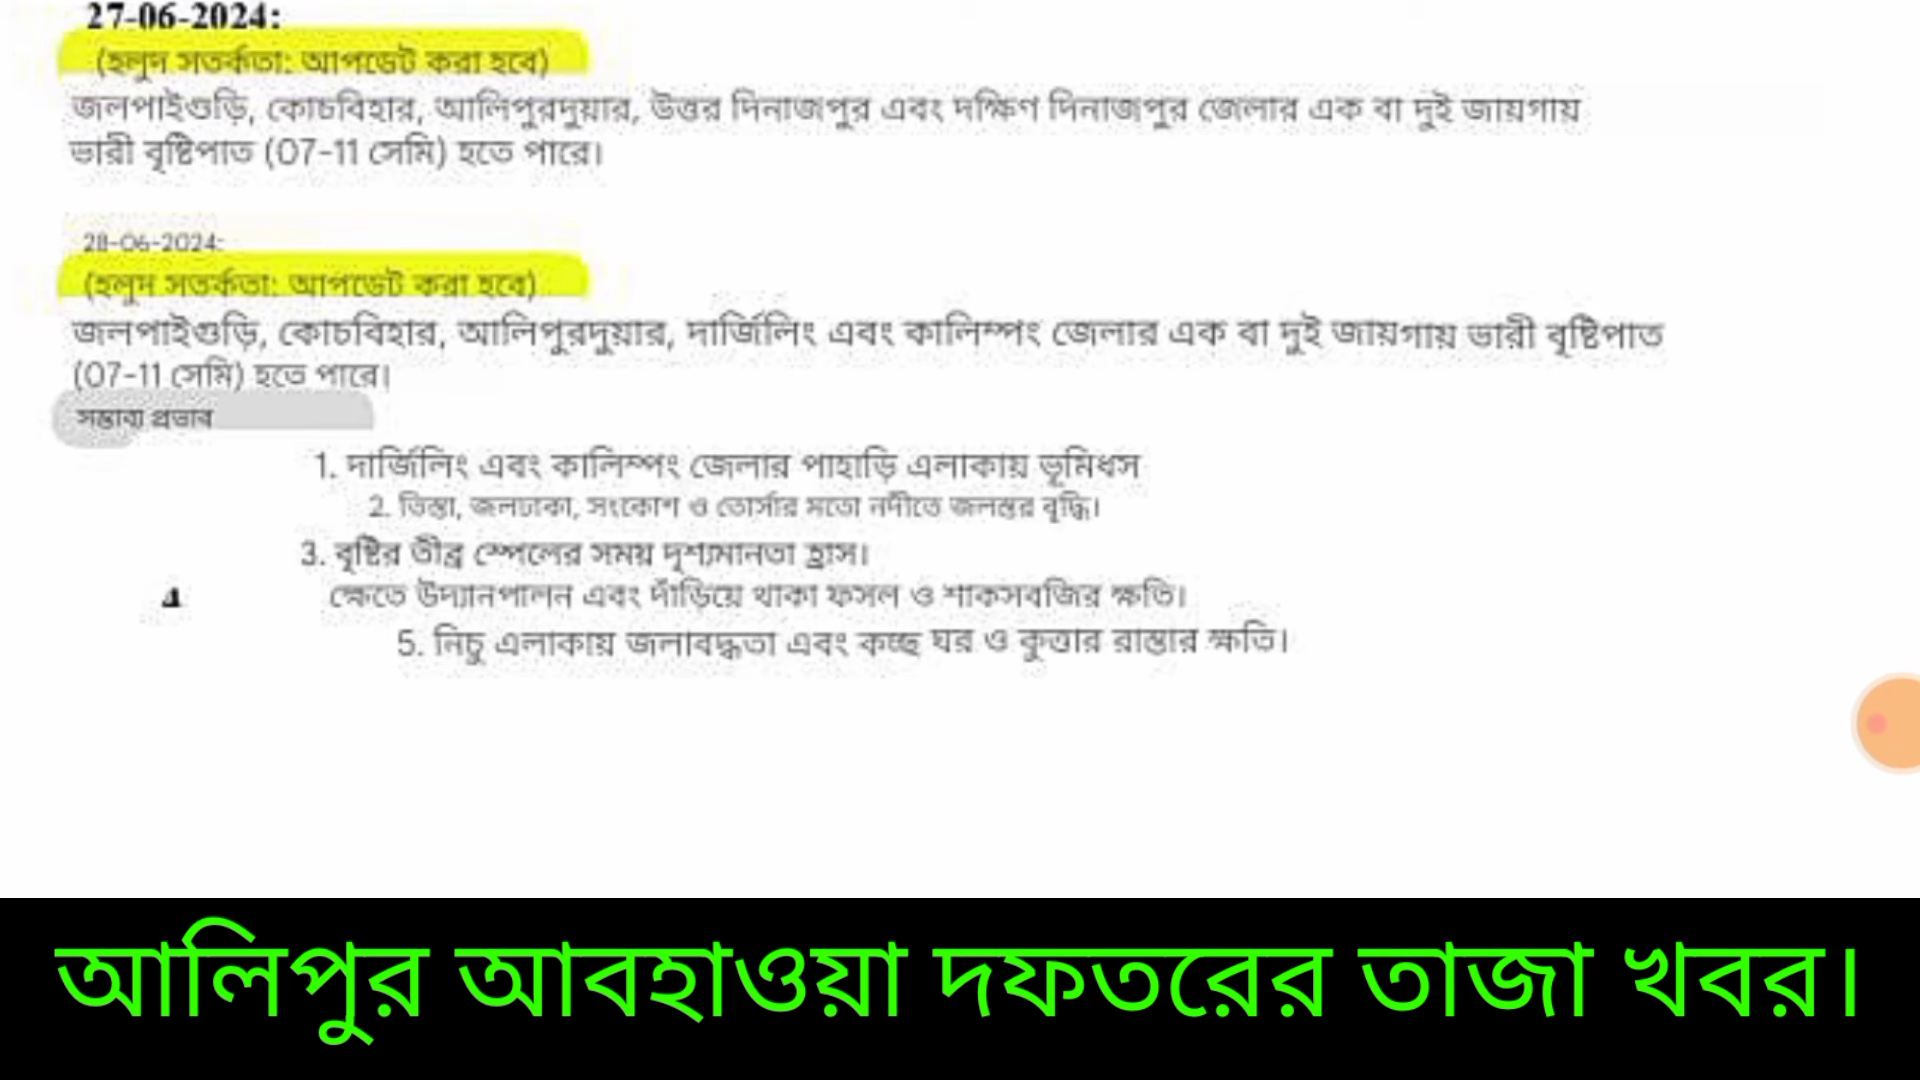 27-06-2024:
(হলুদ সতর্কতা: আপডেট করা হবে)
জলপাইগুড়ি, কোচবিহার, আলিপুরদুয়ার, উত্তর দিনাজপুর এবং দক্ষিণ দিনাজপুর জেলার এক বা দুই জায়গায়
ভারী বৃষ্টিপাত (07-11 সেমি) হতে পারে।
28-06-2024:
(হলুদ সতর্কতা: আপডেট করা হবে)
জলপাইগুড়ি, কোচবিহার, আলিপুরদুয়ার, দার্জিলিং এবং কালিম্পং জেলার এক বা দুই জায়গায় ভারী বৃষ্টিপাত
(07-11 সেমি) হতে পারে।
সম্ভাব্য প্রভাব
1. দার্জিলিং এবং কালিম্পং জেলার পাহাড়ি এলাকায় ভূমিধস
2. তিস্তা, জলঢাকা, সংকোশ ও তোর্সার মতো নদীতে জলস্তর বৃদ্ধি।
3. বৃষ্টির তীব্র স্পেলের সময় দৃশ্যমানতা হ্রাস।
4 ক্ষেতে উদ্যানপালন এবং দাঁড়িয়ে থাকা ফসল ও শাকসবজির ক্ষতি।
5. নিচু এলাকায় জলাবদ্ধতা এবং কচ্ছ ঘর ও কুত্তার রাস্তার ক্ষতি।
আলিপুর আবহাওয়া দফতরের তাজা খবর।